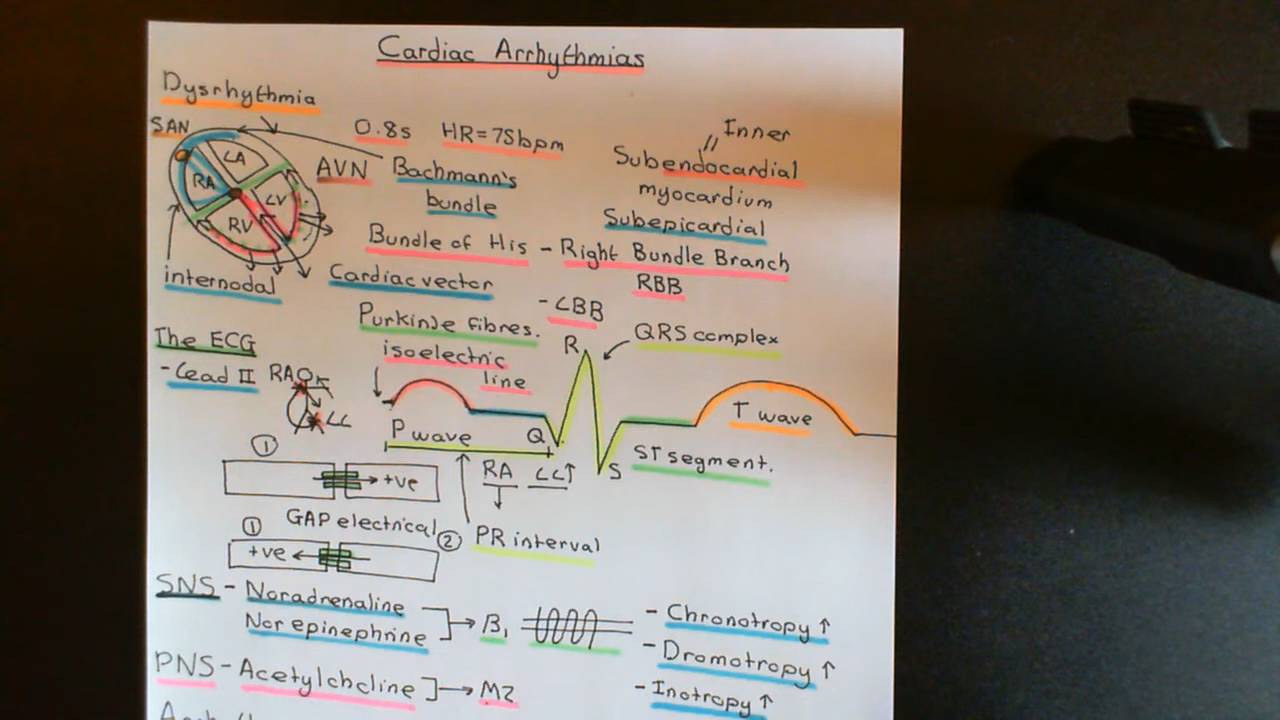 Cardiac Arrhythmias
Dysrhythmia
SAN
0.8s HR=75bpm
Inner
LA
RA
AVN
Bachmann's
bundle
Subendocardial
myocardium
Subepicardial
LV
RV
Bundle of His - Right Bundle Branch
RBB
internodal
Cardiac vector
- LBB
Purkinje fibres.
The ECG
- Lead II
RA
LL
isoelectric
line
R
QRS complex
P wave
Q
S
ST segment.
T wave
RA LL↑
①
+ve
GAP electrical
① ②
+ve
PR interval
SNS - Noradrenaline
Norepinephrine
→ β1
- Chronotropy ↑
- Dromotropy ↑
- Inotropy ↑
PNS - Acetylcholine → M2